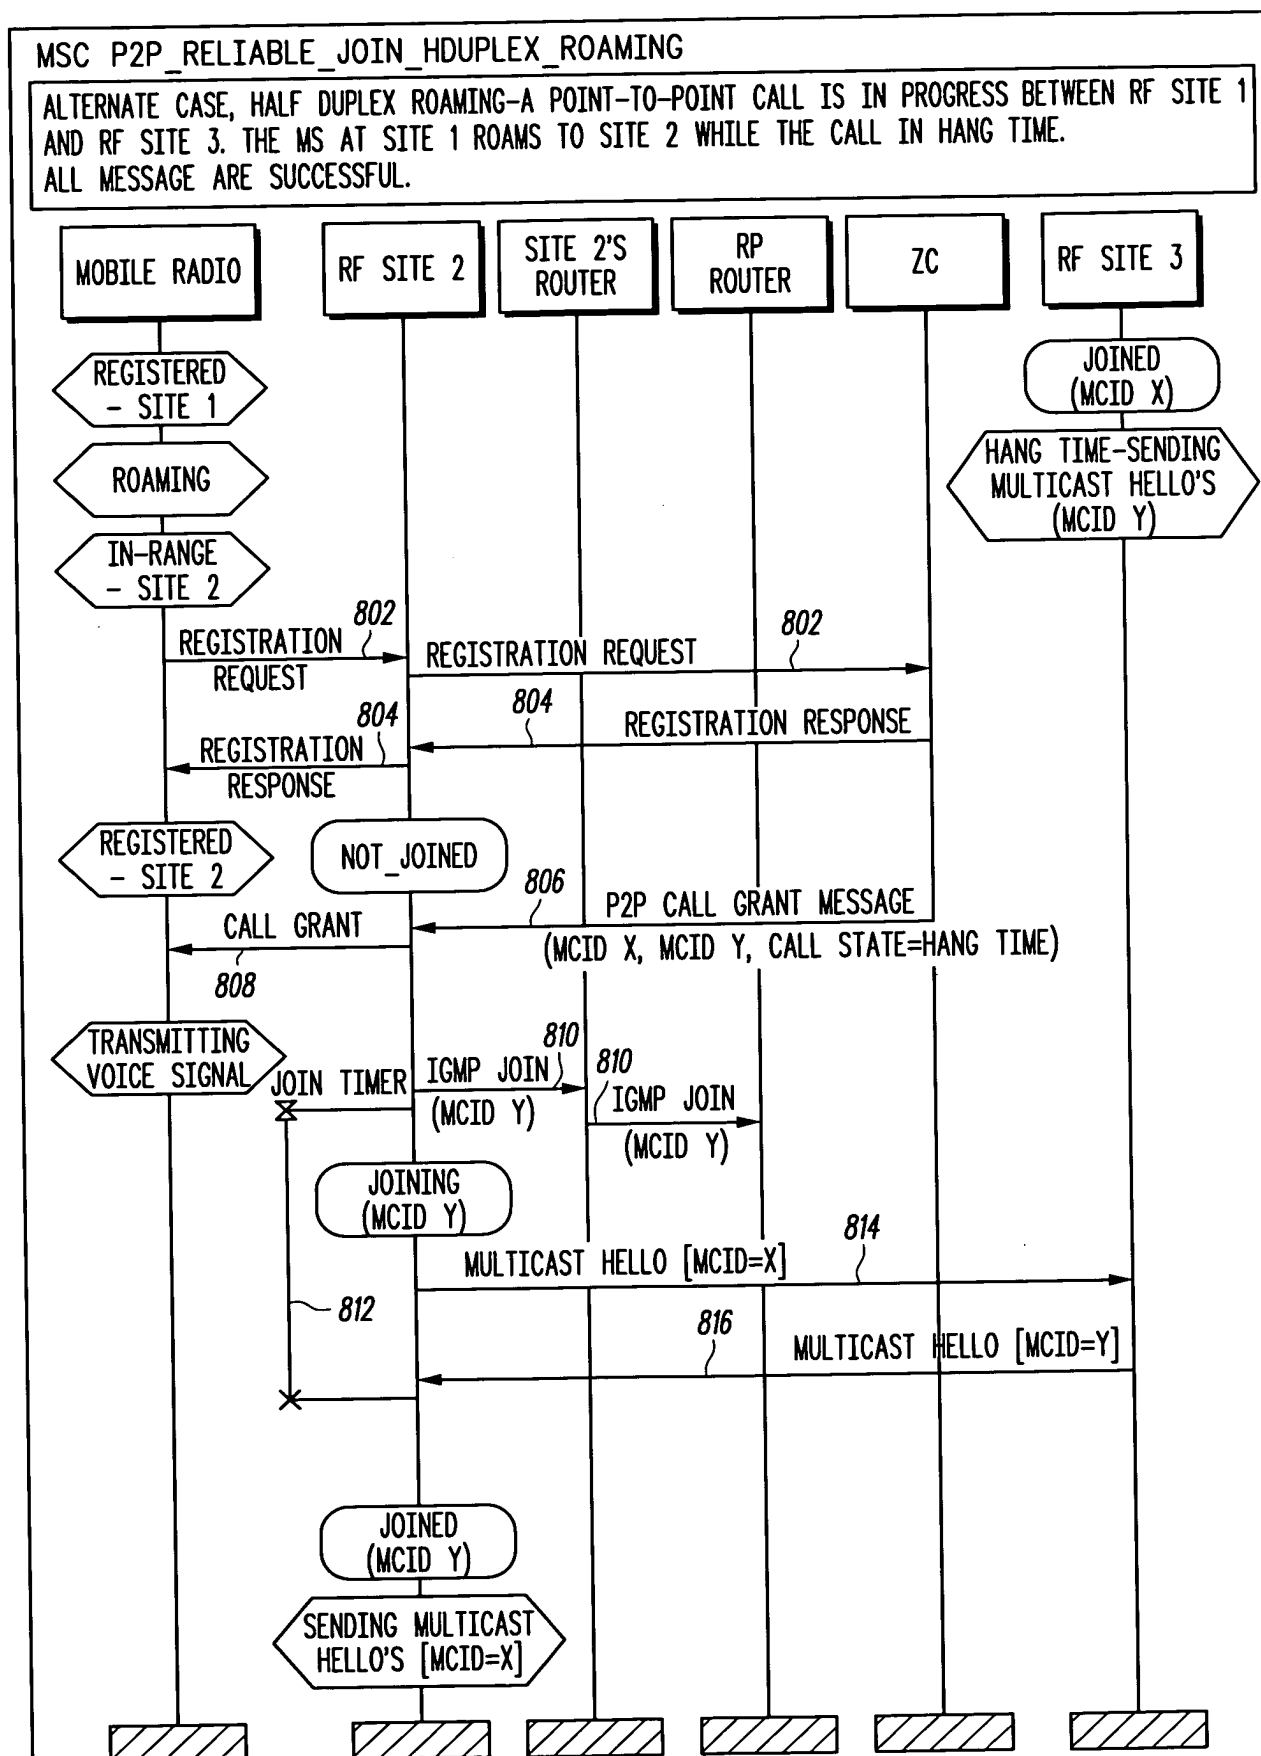 MSC P2P_RELIABLE_JOIN_HDUPLEX_ROAMING
ALTERNATE CASE, HALF DUPLEX ROAMING-A POINT-TO-POINT CALL IS IN PROGRESS BETWEEN RF SITE 1
AND RF SITE 3. THE MS AT SITE 1 ROAMS TO SITE 2 WHILE THE CALL IN HANG TIME.
ALL MESSAGE ARE SUCCESSFUL.
MOBILE RADIO
RF SITE 2
SITE 2'S
ROUTER
RP
ROUTER
ZC
RF SITE 3
REGISTERED
- SITE 1
JOINED
(MCID X)
ROAMING
HANG TIME-SENDING
MULTICAST HELLO'S
(MCID Y)
IN-RANGE
- SITE 2
802
REGISTRATION
REQUEST
802
REGISTRATION REQUEST
804
REGISTRATION RESPONSE
804
REGISTRATION
RESPONSE
REGISTERED
- SITE 2
NOT_JOINED
806
P2P CALL GRANT MESSAGE
(MCID X, MCID Y, CALL STATE=HANG TIME)
CALL GRANT
808
TRANSMITTING
VOICE SIGNAL
JOIN TIMER
810
IGMP JOIN
(MCID Y)
810
IGMP JOIN
(MCID Y)
JOINING
(MCID Y)
814
MULTICAST HELLO [MCID=X]
812
816
MULTICAST HELLO [MCID=Y]
JOINED
(MCID Y)
SENDING MULTICAST
HELLO'S [MCID=X]